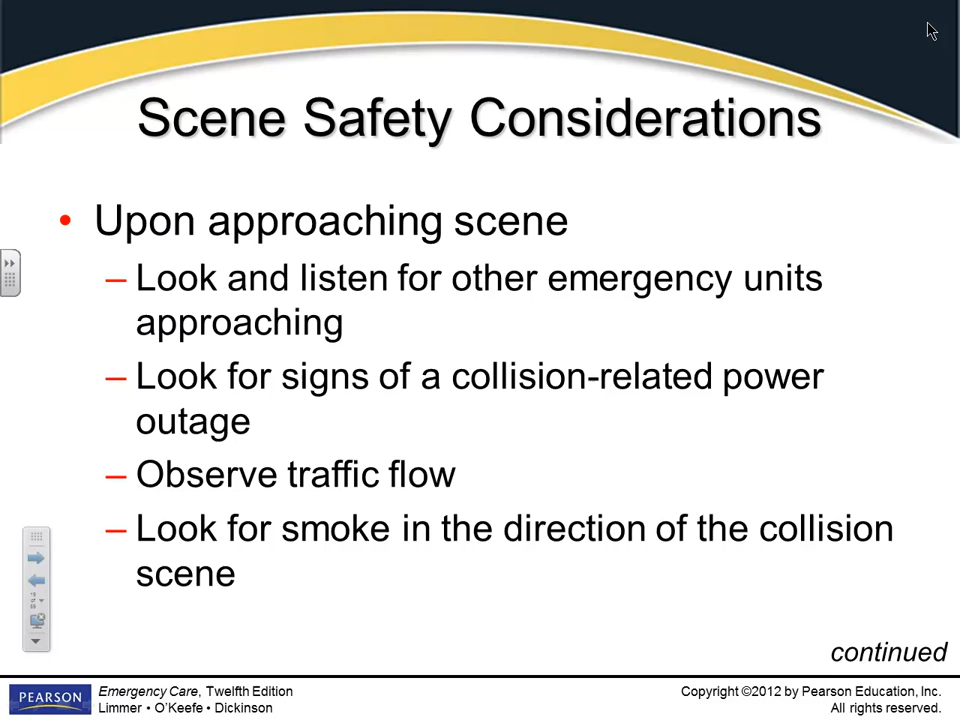 Scene Safety Considerations
• Upon approaching scene
– Look and listen for other emergency units
approaching
– Look for signs of a collision-related power
outage
– Observe traffic flow
– Look for smoke in the direction of the collision
scene
continued
PEARSON
Emergency Care, Twelfth Edition
Limmer • O'Keefe • Dickinson
Copyright ©2012 by Pearson Education, Inc.
All rights reserved.